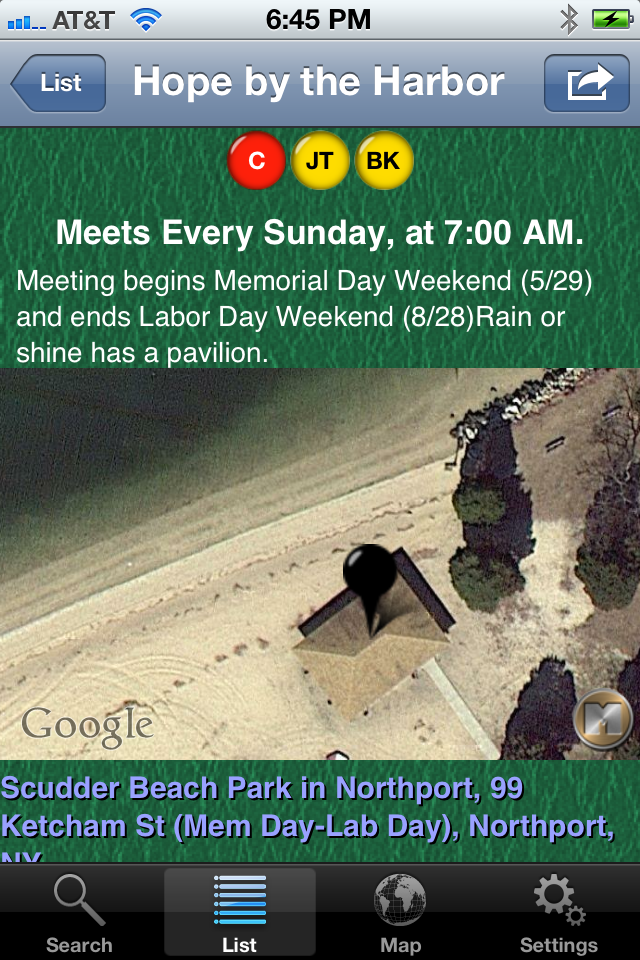 AT&T 6:45 PM
List Hope by the Harbor
C JT BK
Meets Every Sunday, at 7:00 AM.
Meeting begins Memorial Day Weekend (5/29)
and ends Labor Day Weekend (8/28)Rain or
shine has a pavilion.
Google M
Scudder Beach Park in Northport, 99
Ketcham St (Mem Day-Lab Day), Northport,
NY
Search List Map Settings